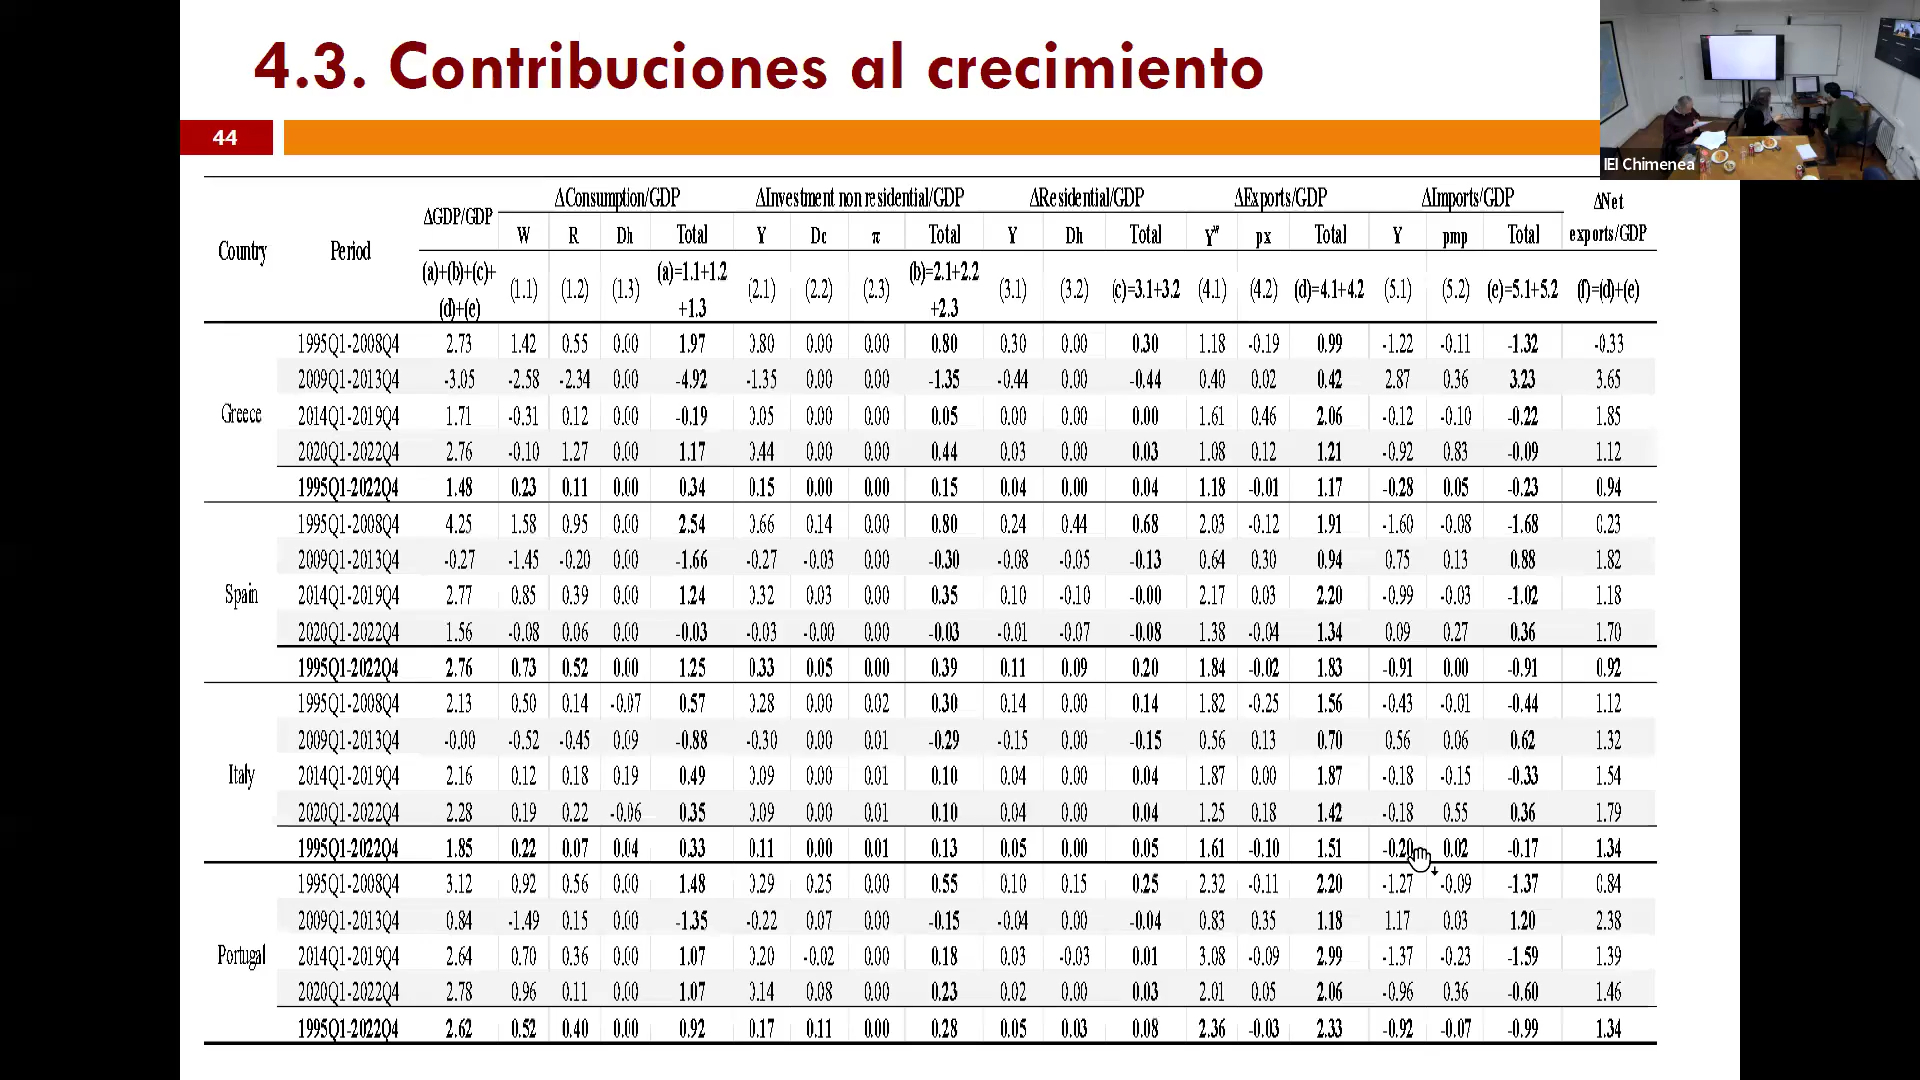 4.3. Contribuciones al crecimiento
44
IEI Chimenea
Country Period ΔGDP/GDP ΔConsumption/GDP ΔInvestment non residential/GDP ΔResidential/GDP ΔExports/GDP ΔImports/GDP ΔNet exports/GDP
W R Dh Total Y Dc π Total Y Dh Total Y* px Total Y pmp Total
(a)+(b)+(c)+(d)+(e) (1.1) (1.2) (1.3) (a)=1.1+1.2+1.3 (2.1) (2.2) (2.3) (b)=2.1+2.2+2.3 (3.1) (3.2) (c)=3.1+3.2 (4.1) (4.2) (d)=4.1+4.2 (5.1) (5.2) (e)=5.1+5.2 (f)=(d)+(e)
Greece
1995Q1-2008Q4 2.73 1.42 0.55 0.00 1.97 0.80 0.00 0.00 0.80 0.30 0.00 0.30 1.18 -0.19 0.99 -1.22 -0.11 -1.32 -0.33
2009Q1-2013Q4 -3.05 -2.58 -2.34 0.00 -4.92 -1.35 0.00 0.00 -1.35 -0.44 0.00 -0.44 0.40 0.02 0.42 2.87 0.36 3.23 3.65
2014Q1-2019Q4 1.71 -0.31 0.12 0.00 -0.19 0.05 0.00 0.00 0.05 0.00 0.00 0.00 1.61 0.46 2.06 -0.12 -0.10 -0.22 1.85
2020Q1-2022Q4 2.76 -0.10 1.27 0.00 1.17 0.44 0.00 0.00 0.44 0.03 0.00 0.03 1.08 0.12 1.21 -0.92 0.83 -0.09 1.12
1995Q1-2022Q4 1.48 0.23 0.11 0.00 0.34 0.15 0.00 0.00 0.15 0.04 0.00 0.04 1.18 -0.01 1.17 -0.28 0.05 -0.23 0.94
Spain
1995Q1-2008Q4 4.25 1.58 0.95 0.00 2.54 0.66 0.14 0.00 0.80 0.24 0.44 0.68 2.03 -0.12 1.91 -1.60 -0.08 -1.68 0.23
2009Q1-2013Q4 -0.27 -1.45 -0.20 0.00 -1.66 -0.27 -0.03 0.00 -0.30 -0.08 -0.05 -0.13 0.64 0.30 0.94 0.75 0.13 0.88 1.82
2014Q1-2019Q4 2.77 0.85 0.39 0.00 1.24 0.32 0.03 0.00 0.35 0.10 -0.10 -0.00 2.17 0.03 2.20 -0.99 -0.03 -1.02 1.18
2020Q1-2022Q4 1.56 -0.08 0.06 0.00 -0.03 -0.03 -0.00 0.00 -0.03 -0.01 -0.07 -0.08 1.38 -0.04 1.34 0.09 0.27 0.36 1.70
1995Q1-2022Q4 2.76 0.73 0.52 0.00 1.25 0.33 0.05 0.00 0.39 0.11 0.09 0.20 1.84 -0.02 1.83 -0.91 0.00 -0.91 0.92
Italy
1995Q1-2008Q4 2.13 0.50 0.14 -0.07 0.57 0.28 0.00 0.02 0.30 0.14 0.00 0.14 1.82 -0.25 1.56 -0.43 -0.01 -0.44 1.12
2009Q1-2013Q4 -0.00 -0.52 -0.45 0.09 -0.88 -0.30 0.00 0.01 -0.29 -0.15 0.00 -0.15 0.56 0.13 0.70 0.56 0.06 0.62 1.32
2014Q1-2019Q4 2.16 0.12 0.18 0.19 0.49 0.09 0.00 0.01 0.10 0.04 0.00 0.04 1.87 0.00 1.87 -0.18 -0.15 -0.33 1.54
2020Q1-2022Q4 2.28 0.19 0.22 -0.06 0.35 0.09 0.00 0.01 0.10 0.04 0.00 0.04 1.25 0.18 1.42 -0.18 0.55 0.36 1.79
1995Q1-2022Q4 1.85 0.22 0.07 0.04 0.33 0.11 0.00 0.01 0.13 0.05 0.00 0.05 1.61 -0.10 1.51 -0.20 0.02 -0.17 1.34
Portugal
1995Q1-2008Q4 3.12 0.92 0.56 0.00 1.48 0.29 0.25 0.00 0.55 0.10 0.15 0.25 2.32 -0.11 2.20 -1.27 -0.09 -1.37 0.84
2009Q1-2013Q4 0.84 -1.49 0.15 0.00 -1.35 -0.22 0.07 0.00 -0.15 -0.04 0.00 -0.04 0.83 0.35 1.18 1.17 0.03 1.20 2.38
2014Q1-2019Q4 2.64 0.70 0.36 0.00 1.07 0.20 -0.02 0.00 0.18 0.03 -0.03 0.01 3.08 -0.09 2.99 -1.37 -0.23 -1.59 1.39
2020Q1-2022Q4 2.78 0.96 0.11 0.00 1.07 0.14 0.08 0.00 0.23 0.02 0.00 0.03 2.01 0.05 2.06 -0.96 0.36 -0.60 1.46
1995Q1-2022Q4 2.62 0.52 0.40 0.00 0.92 0.17 0.11 0.00 0.28 0.05 0.03 0.08 2.36 -0.03 2.33 -0.92 -0.07 -0.99 1.34